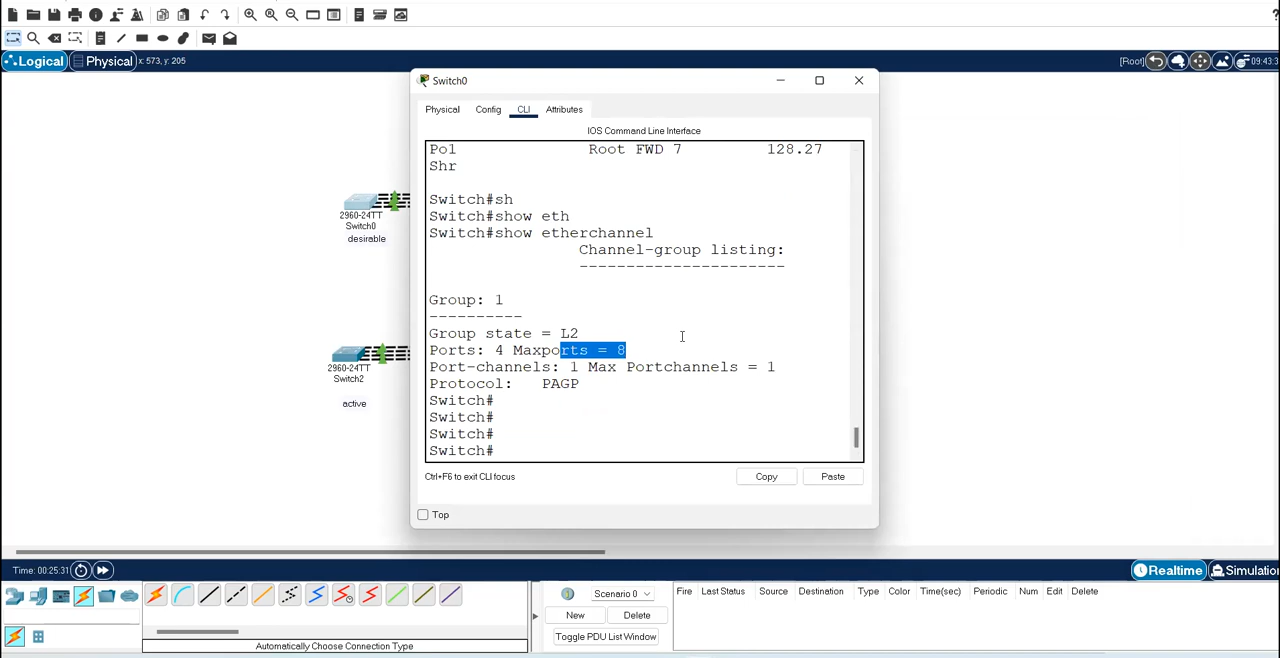 Logical
Physical
x: 573, y: 205
[Root]
09:43:3
Switch0
Physical
Config
CLI
Attributes
IOS Command Line Interface
Po1 Root FWD 7 128.27
Shr
Switch#sh
Switch#show eth
Switch#show etherchannel
Channel-group listing:
----------------------
Group: 1
----------
Group state = L2
Ports: 4 Maxports = 8
Port-channels: 1 Max Portchannels = 1
Protocol: PAGP
Switch#
Switch#
Switch#
Switch#
Ctrl+F6 to exit CLI focus
Copy
Paste
Top
2960-24TT
Switch0
desirable
2960-24TT
Switch2
active
Time: 00:25:31
Realtime
Simulation
Scenario 0
New
Delete
Toggle PDU List Window
Fire
Last Status
Source
Destination
Type
Color
Time(sec)
Periodic
Num
Edit
Delete
Automatically Choose Connection Type